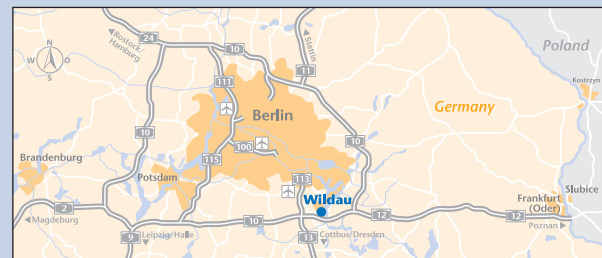 Rostock/
Hamburg
24
10
Stettin
11
Poland
N
W
O
S
111
Kostrzyn
Berlin
Germany
10
10
100
Brandenburg
115
Potsdam
113
Wildau
Frankfurt
(Oder)
Slubice
2
10
12
12
Magdeburg
Poznan
9
Leipzig/Halle
13
Cottbus/Dresden